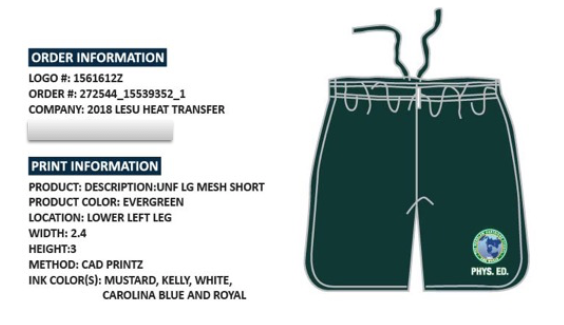 ORDER INFORMATION
LOGO #: 1561612Z
ORDER #: 272544_15539352_1
COMPANY: 2018 LESU HEAT TRANSFER
PRINT INFORMATION
PRODUCT: DESCRIPTION:UNF LG MESH SHORT
PRODUCT COLOR: EVERGREEN
LOCATION: LOWER LEFT LEG
WIDTH: 2.4
HEIGHT:3
METHOD: CAD PRINTZ
INK COLOR(S): MUSTARD, KELLY, WHITE,
CAROLINA BLUE AND ROYAL
PHYS. ED.